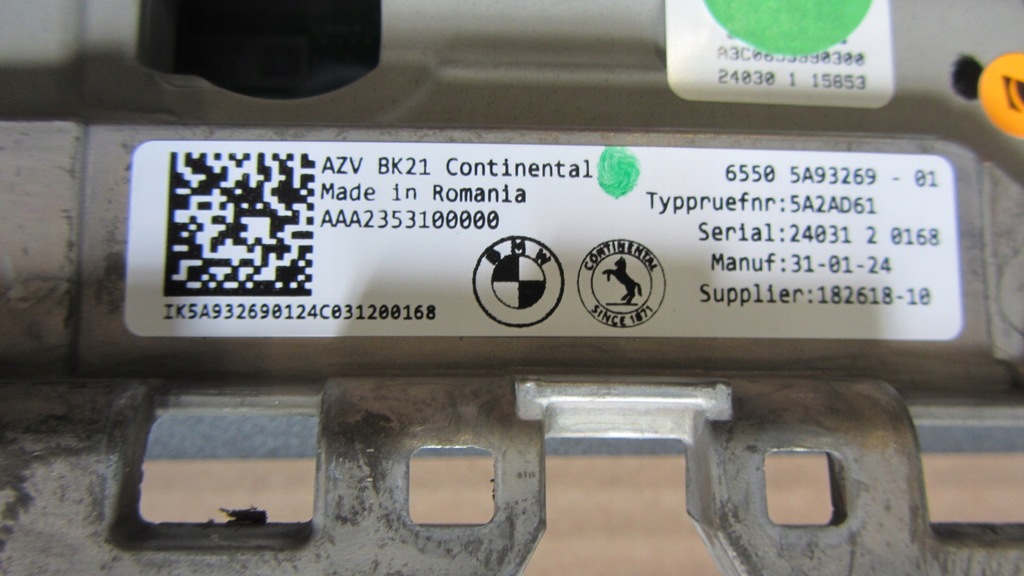 24030 1 15853
AZV BK21 Continental
Made in Romania
AAA2353100000
IK5A932690124C031200168
BMW
CONTINENTAL
SINCE 1871
6550 5A93269 - 01
Typpruefnr:5A2AD61
Serial:24031 2 0168
Manuf:31-01-24
Supplier:182618-10